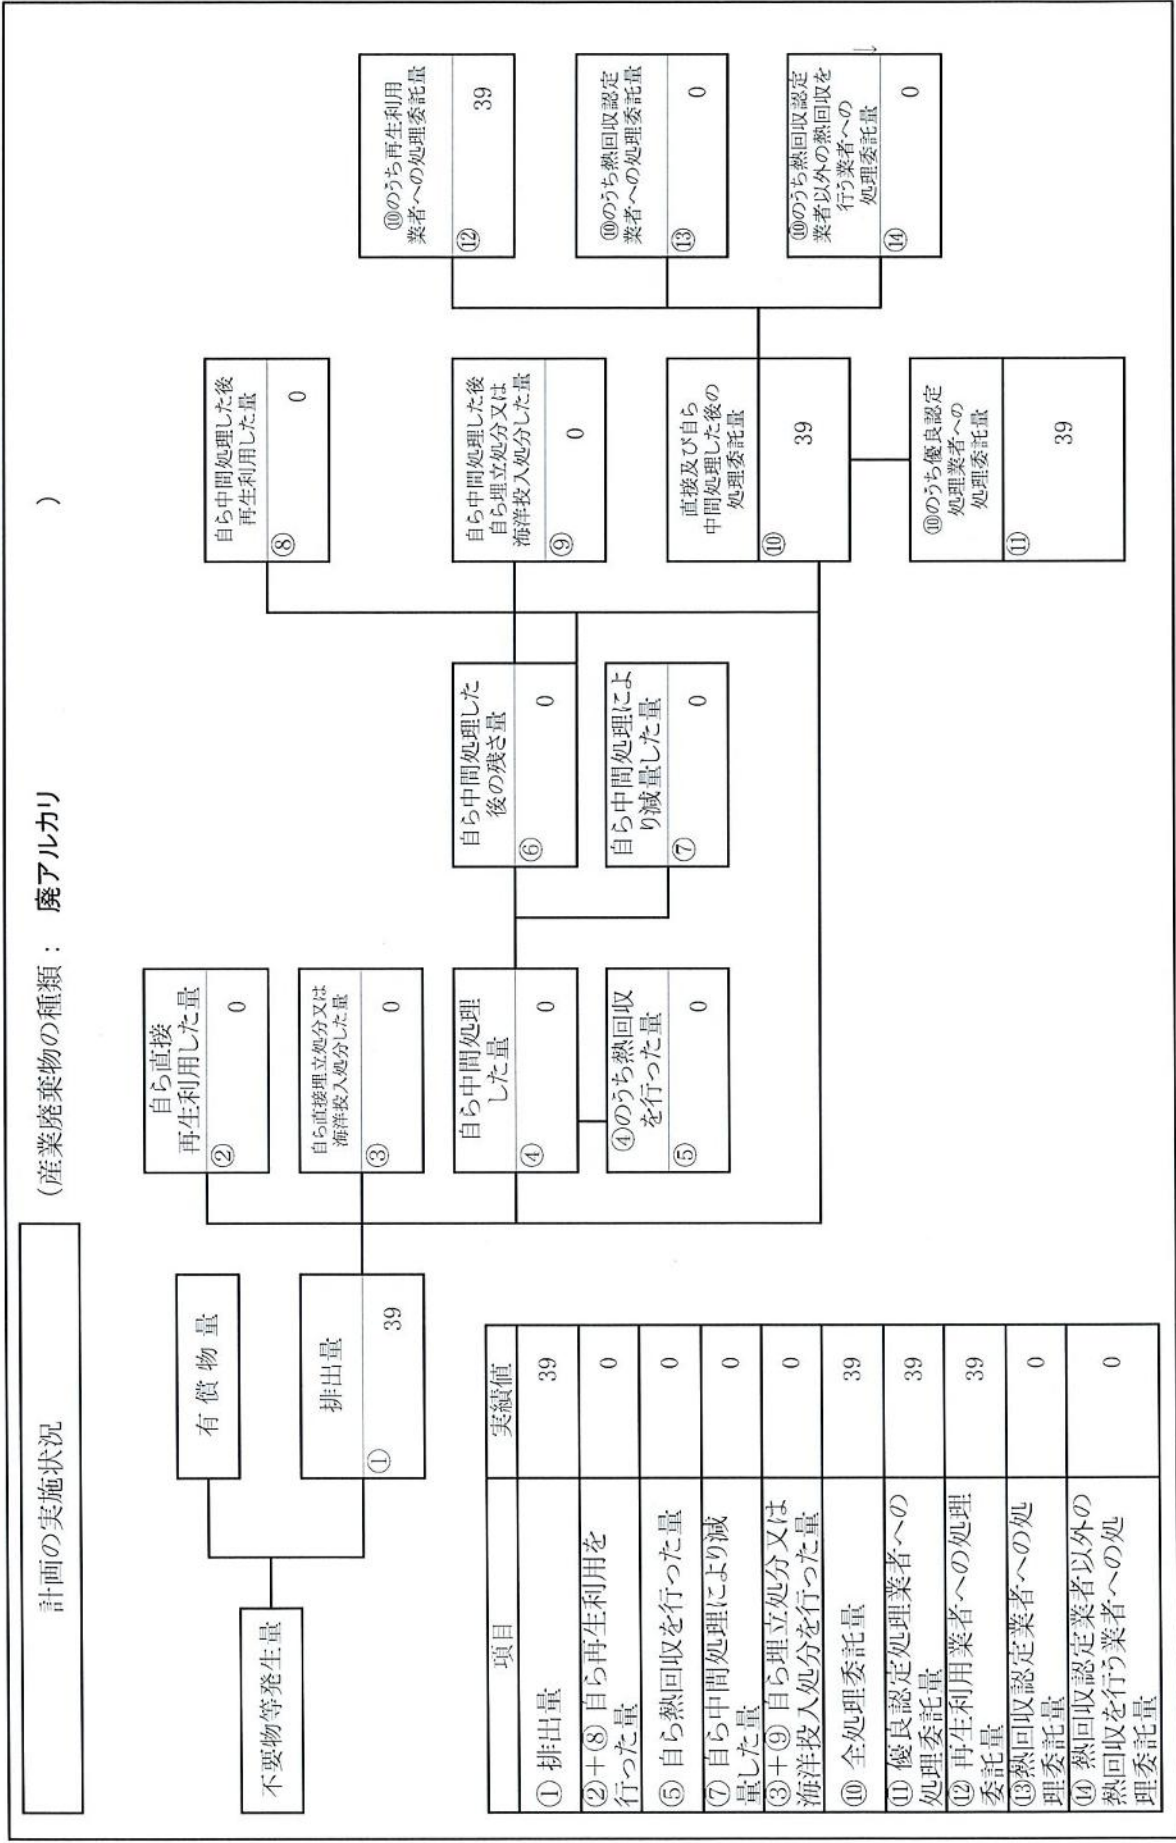 計画の実施状況
(産業廃棄物の種類： 廃アルカリ )
不要物等発生量
有償物量
排出量
① 39
自ら直接
再生利用した量
② 0
自ら直接埋立処分又は
海洋投入処分した量
③ 0
自ら中間処理
した量
④ 0
④のうち熱回収
を行った量
⑤ 0
自ら中間処理した
後の残さ量
⑥ 0
自ら中間処理によ
り減量した量
⑦ 0
自ら中間処理した後
再生利用した量
⑧ 0
自ら中間処理した後
自ら埋立処分又は
海洋投入処分した量
⑨ 0
直接及び自ら
中間処理した後の
処理委託量
⑩ 39
⑩のうち優良認定
処理業者への
処理委託量
⑪ 39
⑩のうち再生利用
業者への処理委託量
⑫ 39
⑩のうち熱回収認定
業者への処理委託量
⑬ 0
⑩のうち熱回収認定
業者以外の熱回収を
行う業者への
処理委託量
⑭ 0
項目 実績値
① 排出量 39
②＋⑧ 自ら再生利用を
行った量 0
⑤ 自ら熱回収を行った量 0
⑦ 自ら中間処理により減
量した量 0
③＋⑨ 自ら埋立処分又は
海洋投入処分を行った量 0
⑩ 全処理委託量 39
⑪ 優良認定処理業者への
処理委託量 39
⑫ 再生利用業者への処理
委託量 39
⑬熱回収認定業者への処
理委託量 0
⑭ 熱回収認定業者以外の
熱回収を行う業者への処
理委託量 0